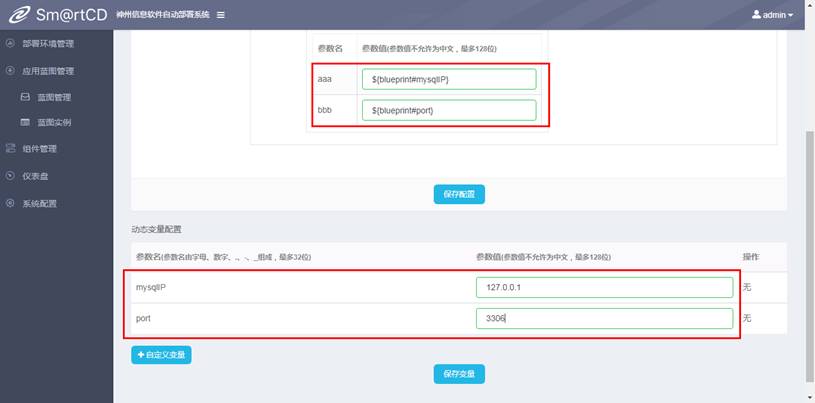 Sm@rtCD 神州信息软件自动部署系统 admin
部署环境管理
应用蓝图管理
蓝图管理
蓝图实例
组件管理
仪表盘
系统配置
参数名 参数值(参数值不允许为中文，最多128位)
aaa ${blueprint#mysqlIP}
bbb ${blueprint#port}
保存配置
动态变量配置
参数名(参数名由字母、数字、.、-、_组成，最多32位) 参数值(参数值不允许为中文，最多128位) 操作
mysqlIP 127.0.0.1 无
port 3306 无
+自定义变量
保存变量